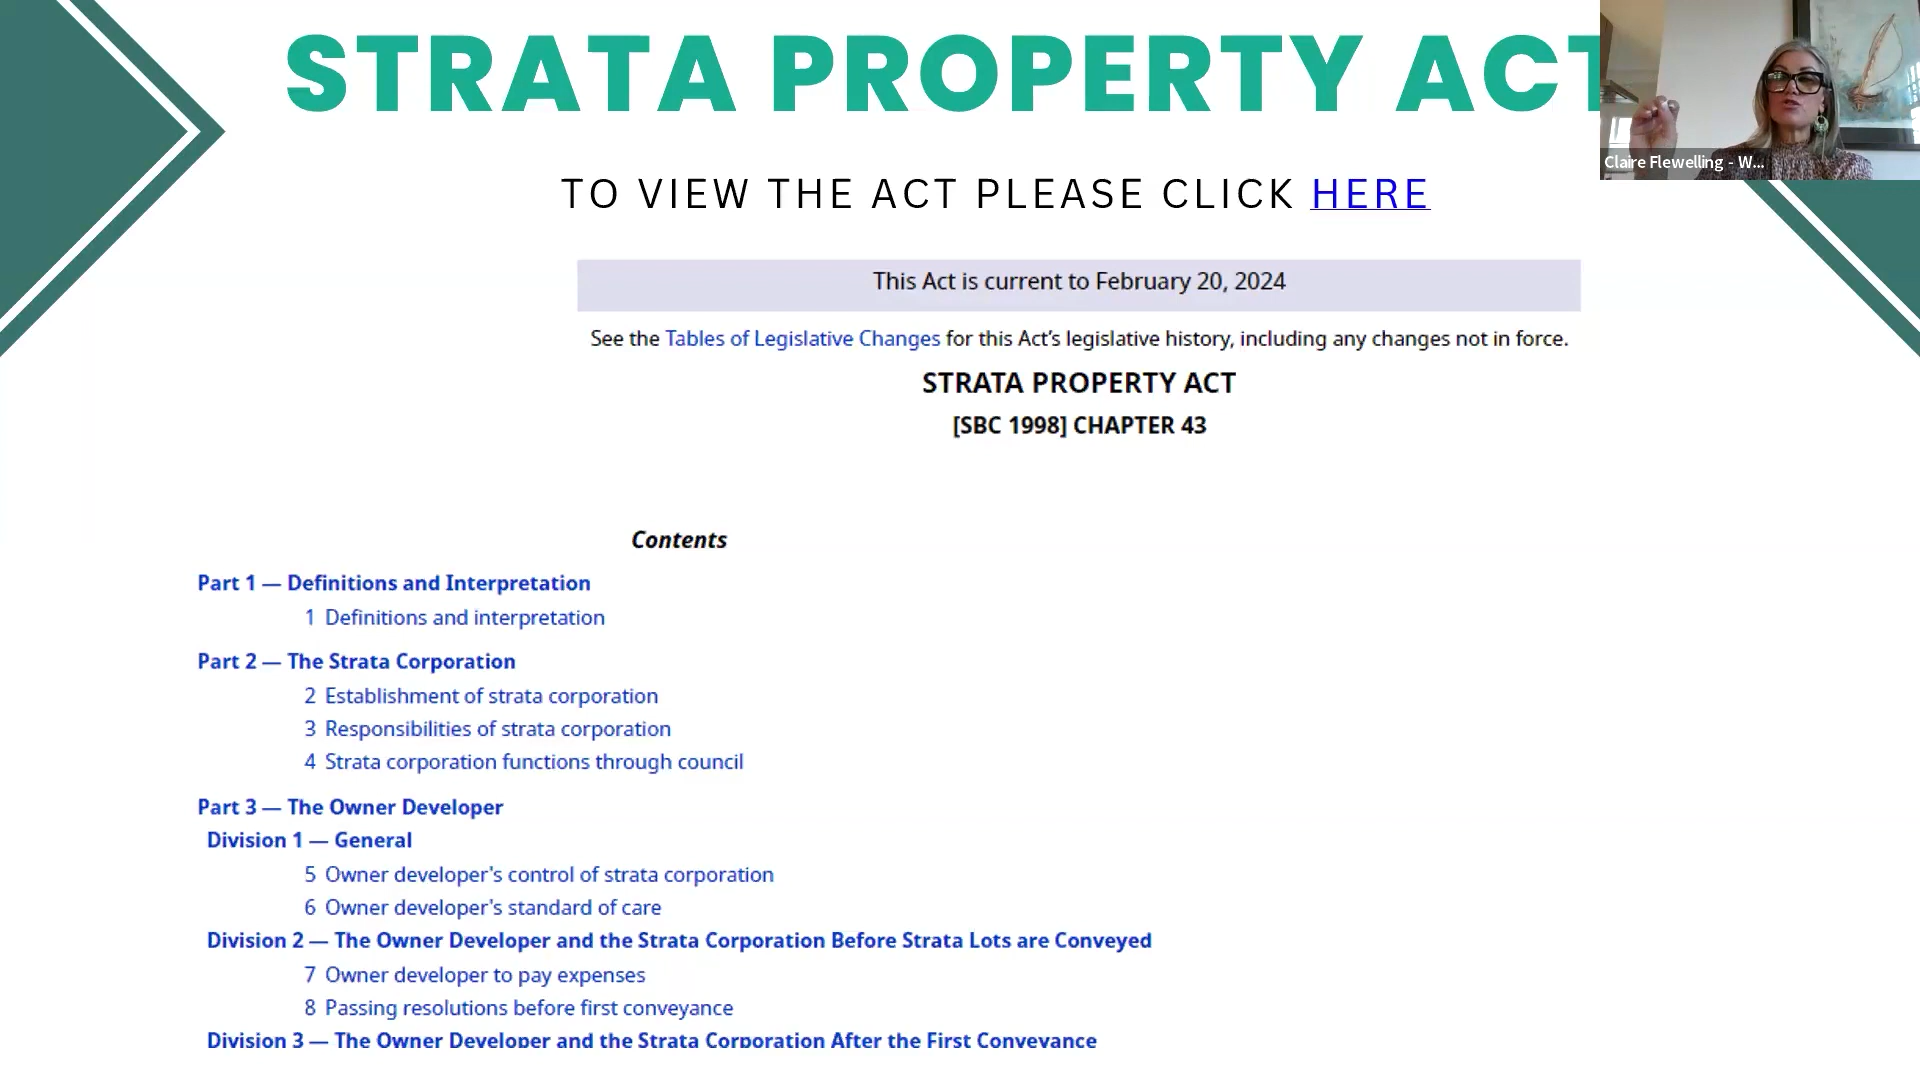 STRATA PROPERTY ACT
Claire Flewelling - W...
TO VIEW THE ACT PLEASE CLICK HERE
This Act is current to February 20, 2024
See the Tables of Legislative Changes for this Act’s legislative history, including any changes not in force.
STRATA PROPERTY ACT
[SBC 1998] CHAPTER 43
Contents
Part 1 — Definitions and Interpretation
1 Definitions and interpretation
Part 2 — The Strata Corporation
2 Establishment of strata corporation
3 Responsibilities of strata corporation
4 Strata corporation functions through council
Part 3 — The Owner Developer
Division 1 — General
5 Owner developer's control of strata corporation
6 Owner developer's standard of care
Division 2 — The Owner Developer and the Strata Corporation Before Strata Lots are Conveyed
7 Owner developer to pay expenses
8 Passing resolutions before first conveyance
Division 3 — The Owner Developer and the Strata Corporation After the First Conveyance